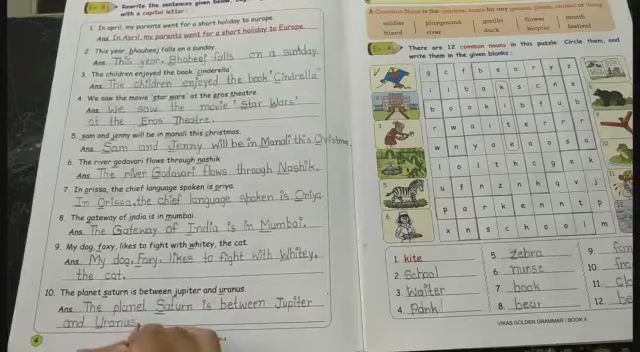 Ex. 3 Rewrite the sentences given below,
with a capital letter :
1. In april, my parents went for a short holiday to europe.
Ans. In April, my parents went for a short holiday to Europe.
2. This year, bhaubeej falls on a sunday.
Ans. This year, Bhabeej falls on a sunday.
3. The children enjoyed the book 'cinderella'
Ans. The children enjoyed the book 'Cindrella'
4. We saw the movie 'star wars' at the eros theatre.
Ans. We saw the movie 'Star Wars'
at the Eros Theatre.
5. sam and jenny will be in manali this christmas.
Ans. Sam and Jenny will be in Manali this Christmas
6. The river godavari flows through nashik.
Ans. The river Godavari flows through Nashik.
7. In orissa, the chief language spoken is oriya.
In Orissa, the chief language spoken is Oriya
8. The gateway of india is in mumbai.
Ans. The Gateway of India is in Mumbai.
9. My dog, foxy, likes to fight with whitey, the cat.
Ans. My dog, Foxy, likes to fight with Whitey,
the cat.
10. The planet saturn is between jupiter and uranus.
Ans. The planet Saturn is between Jupiter
and Uranus.
4
A Common Noun is the common name for any person, place, animal or thing
soldier playground gorilla flower month
friend river duck bicycle festival
Ex. 4 There are 12 common nouns in this puzzle. Circle them, and
write them in the given blanks :
g c f b e a r y z
b o o k i b f u b
r w a i t e r r
w n y a e a o s a
l o i t h c g e k
u f n z n h q v j
p a r k e n n t p
x n s c h o o l m
5.
6.
1. kite
2. School
3. Waiter
4. Park
5. zebra
6. nurse
7. book
8. bear
9.
10.
11.
12.
VIKAS GOLDEN GRAMMAR : BOOK 4